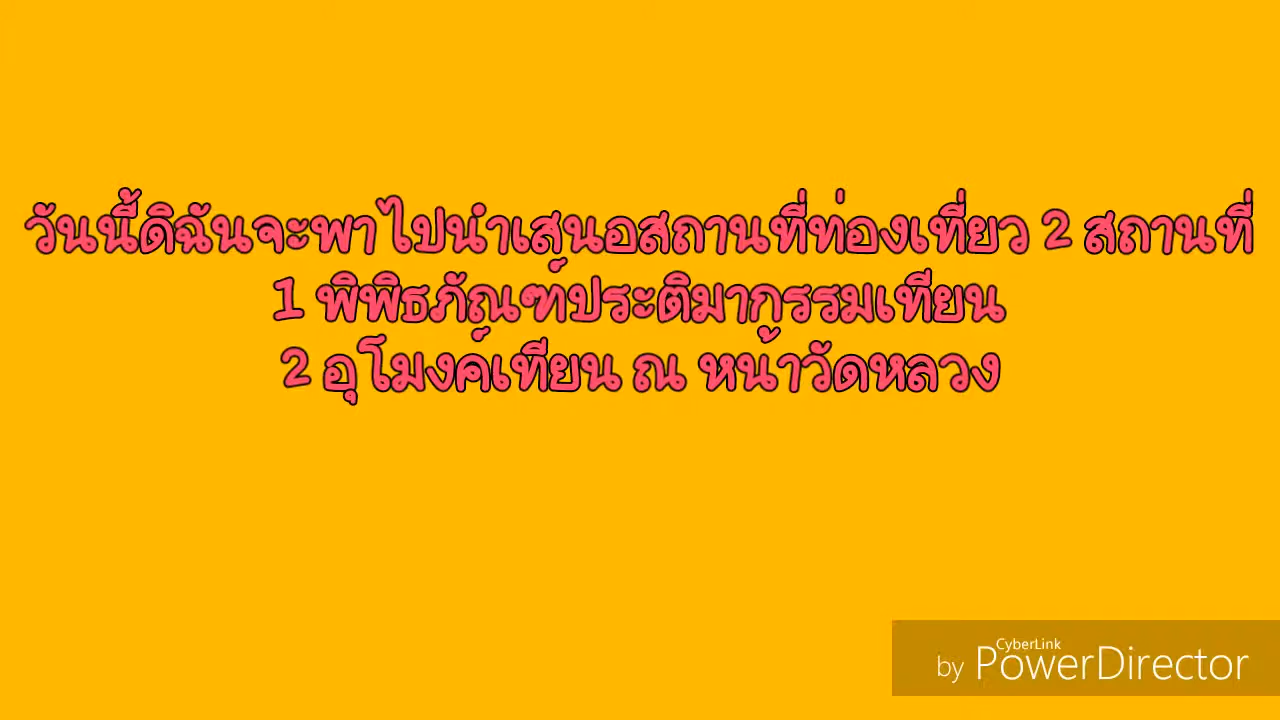 วันนี้ดิฉันจะพาไปนำเสนอสถานที่ท่องเที่ยว 2 สถานที่
1 พิพิธภัณฑ์ประติมากรรมเทียน
2 อุโมงค์เทียน ณ หน้าวัดหลวง
CyberLink
by PowerDirector